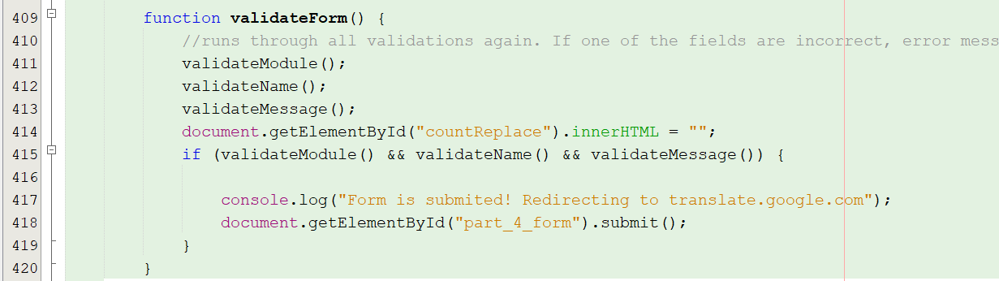 409 function validateForm() {
410 //runs through all validations again. If one of the fields are incorrect, error mess
411 validateModule();
412 validateName();
413 validateMessage();
414 document.getElementById("countReplace").innerHTML = "";
415 if (validateModule() && validateName() && validateMessage()) {
416
417 console.log("Form is submited! Redirecting to translate.google.com");
418 document.getElementById("part_4_form").submit();
419 }
420 }